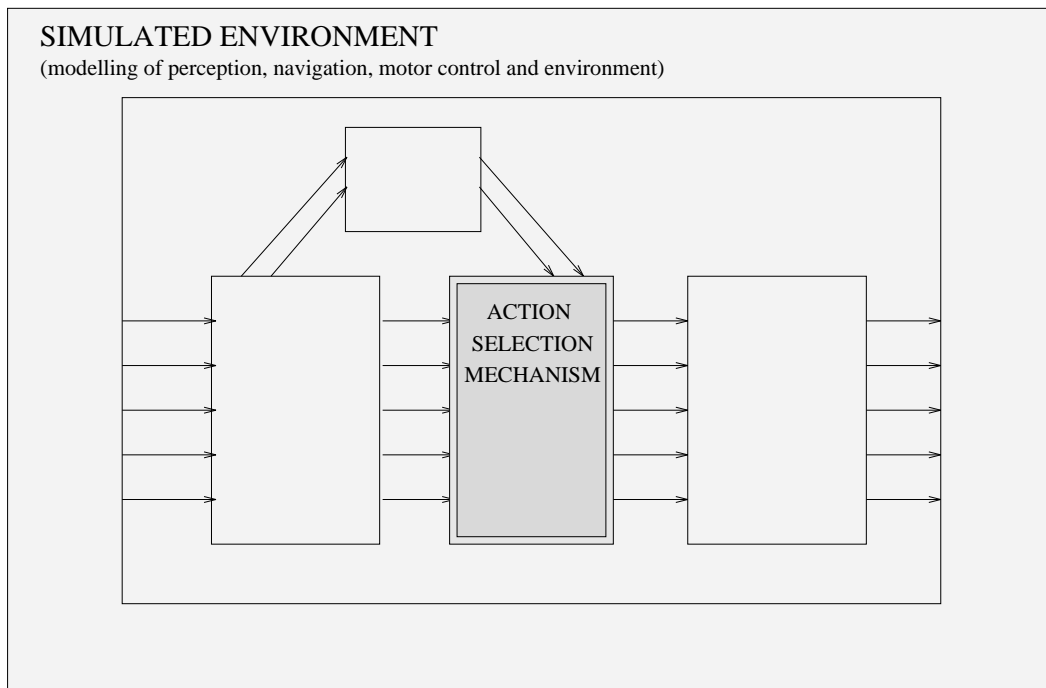 SIMULATED ENVIRONMENT
(modelling of perception, navigation, motor control and environment)
ACTION
SELECTION
MECHANISM